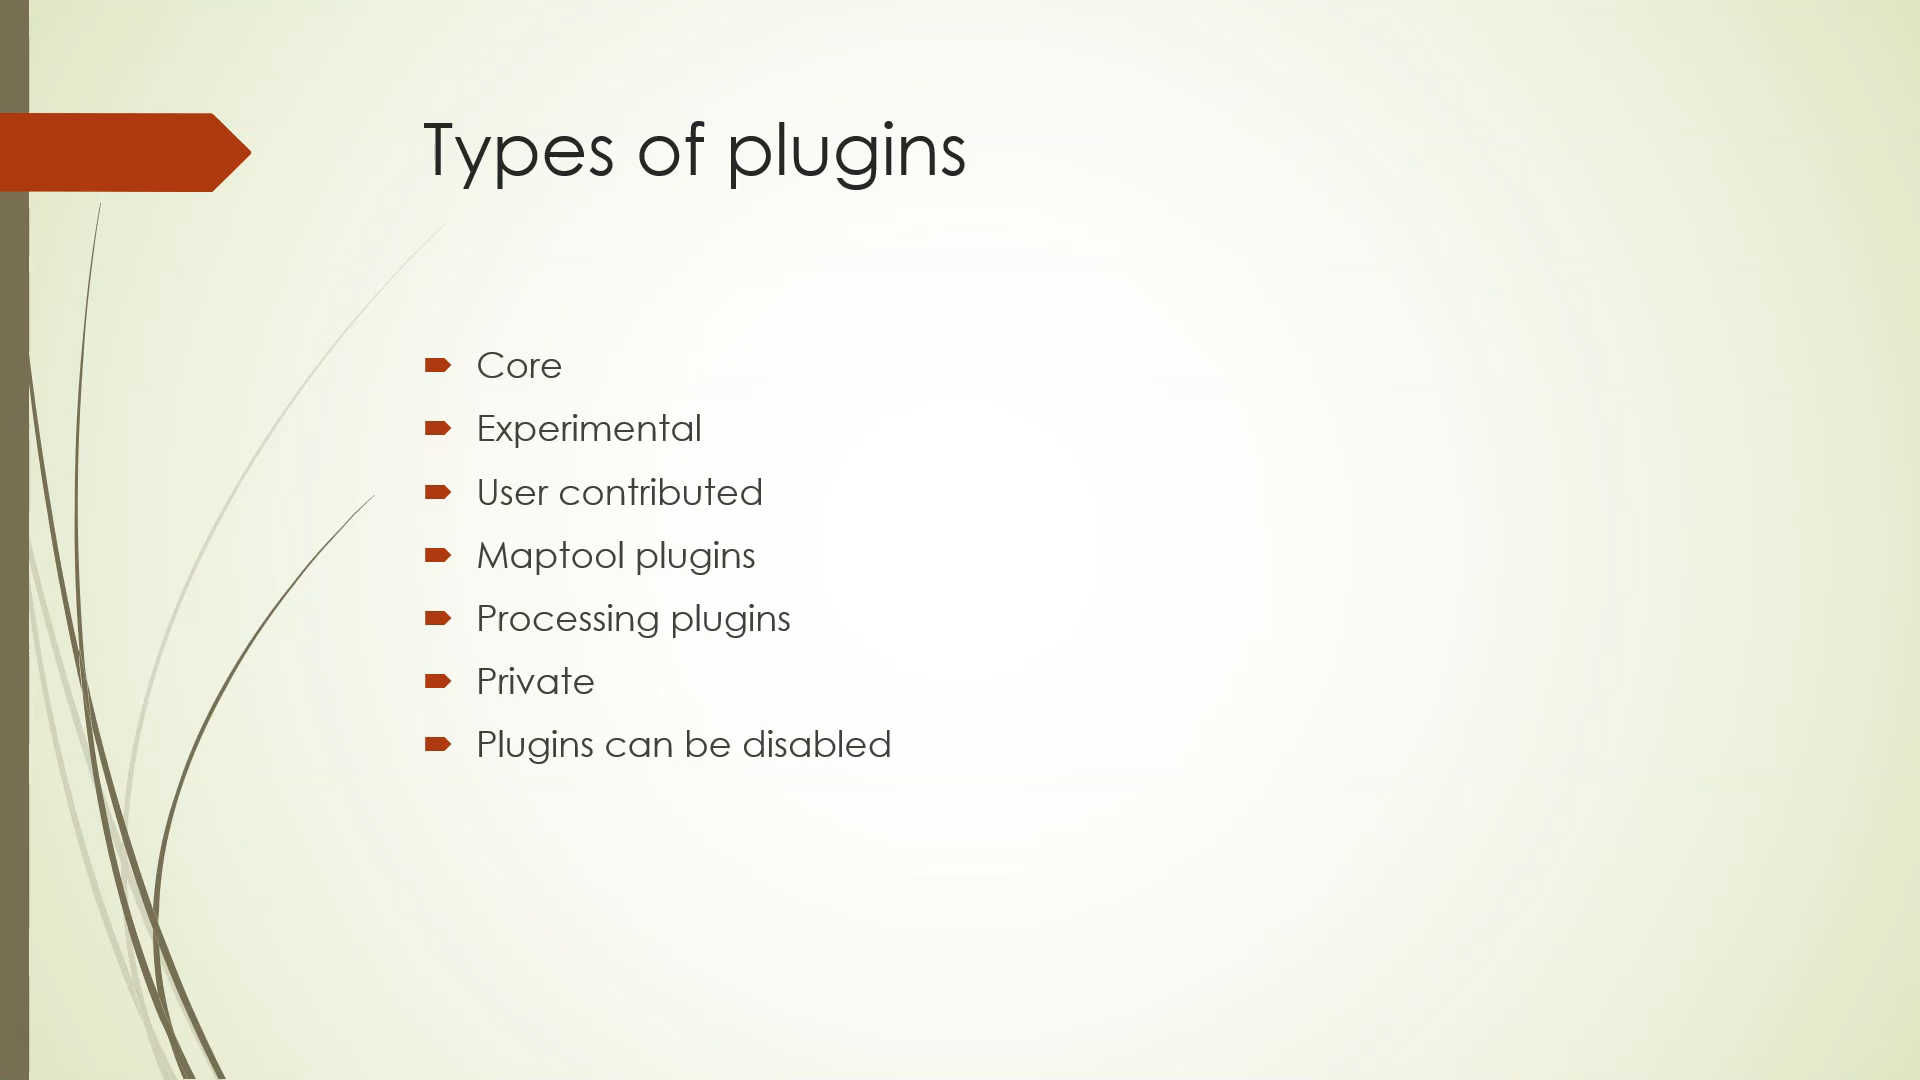 Types of plugins
Core
Experimental
User contributed
Maptool plugins
Processing plugins
Private
Plugins can be disabled